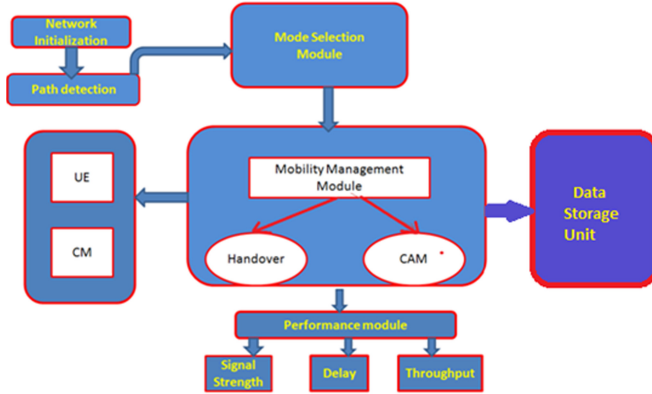 Network
Initialization
Path detection
Mode Selection
Module
UE
CM
Mobility Management
Module
Handover
CAM
Data
Storage
Unit
Performance module
Signal
Strength
Delay
Throughput